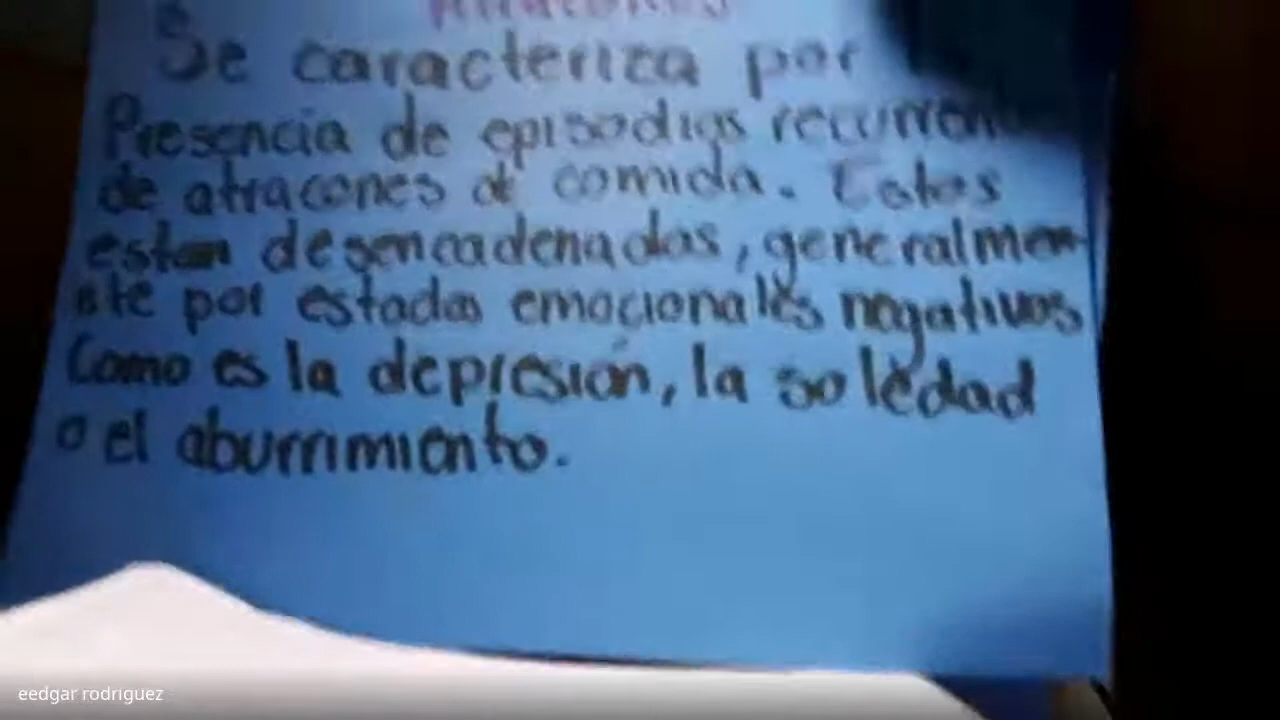 Se caracteriza por
Presencia de episodios
de atracones de comida. Estos
estan desencadenados, generalmen-
nte por estados emocionales negativos
Como es la depresión, la soledad
o el aburrimiento.
eedgar rodriguez